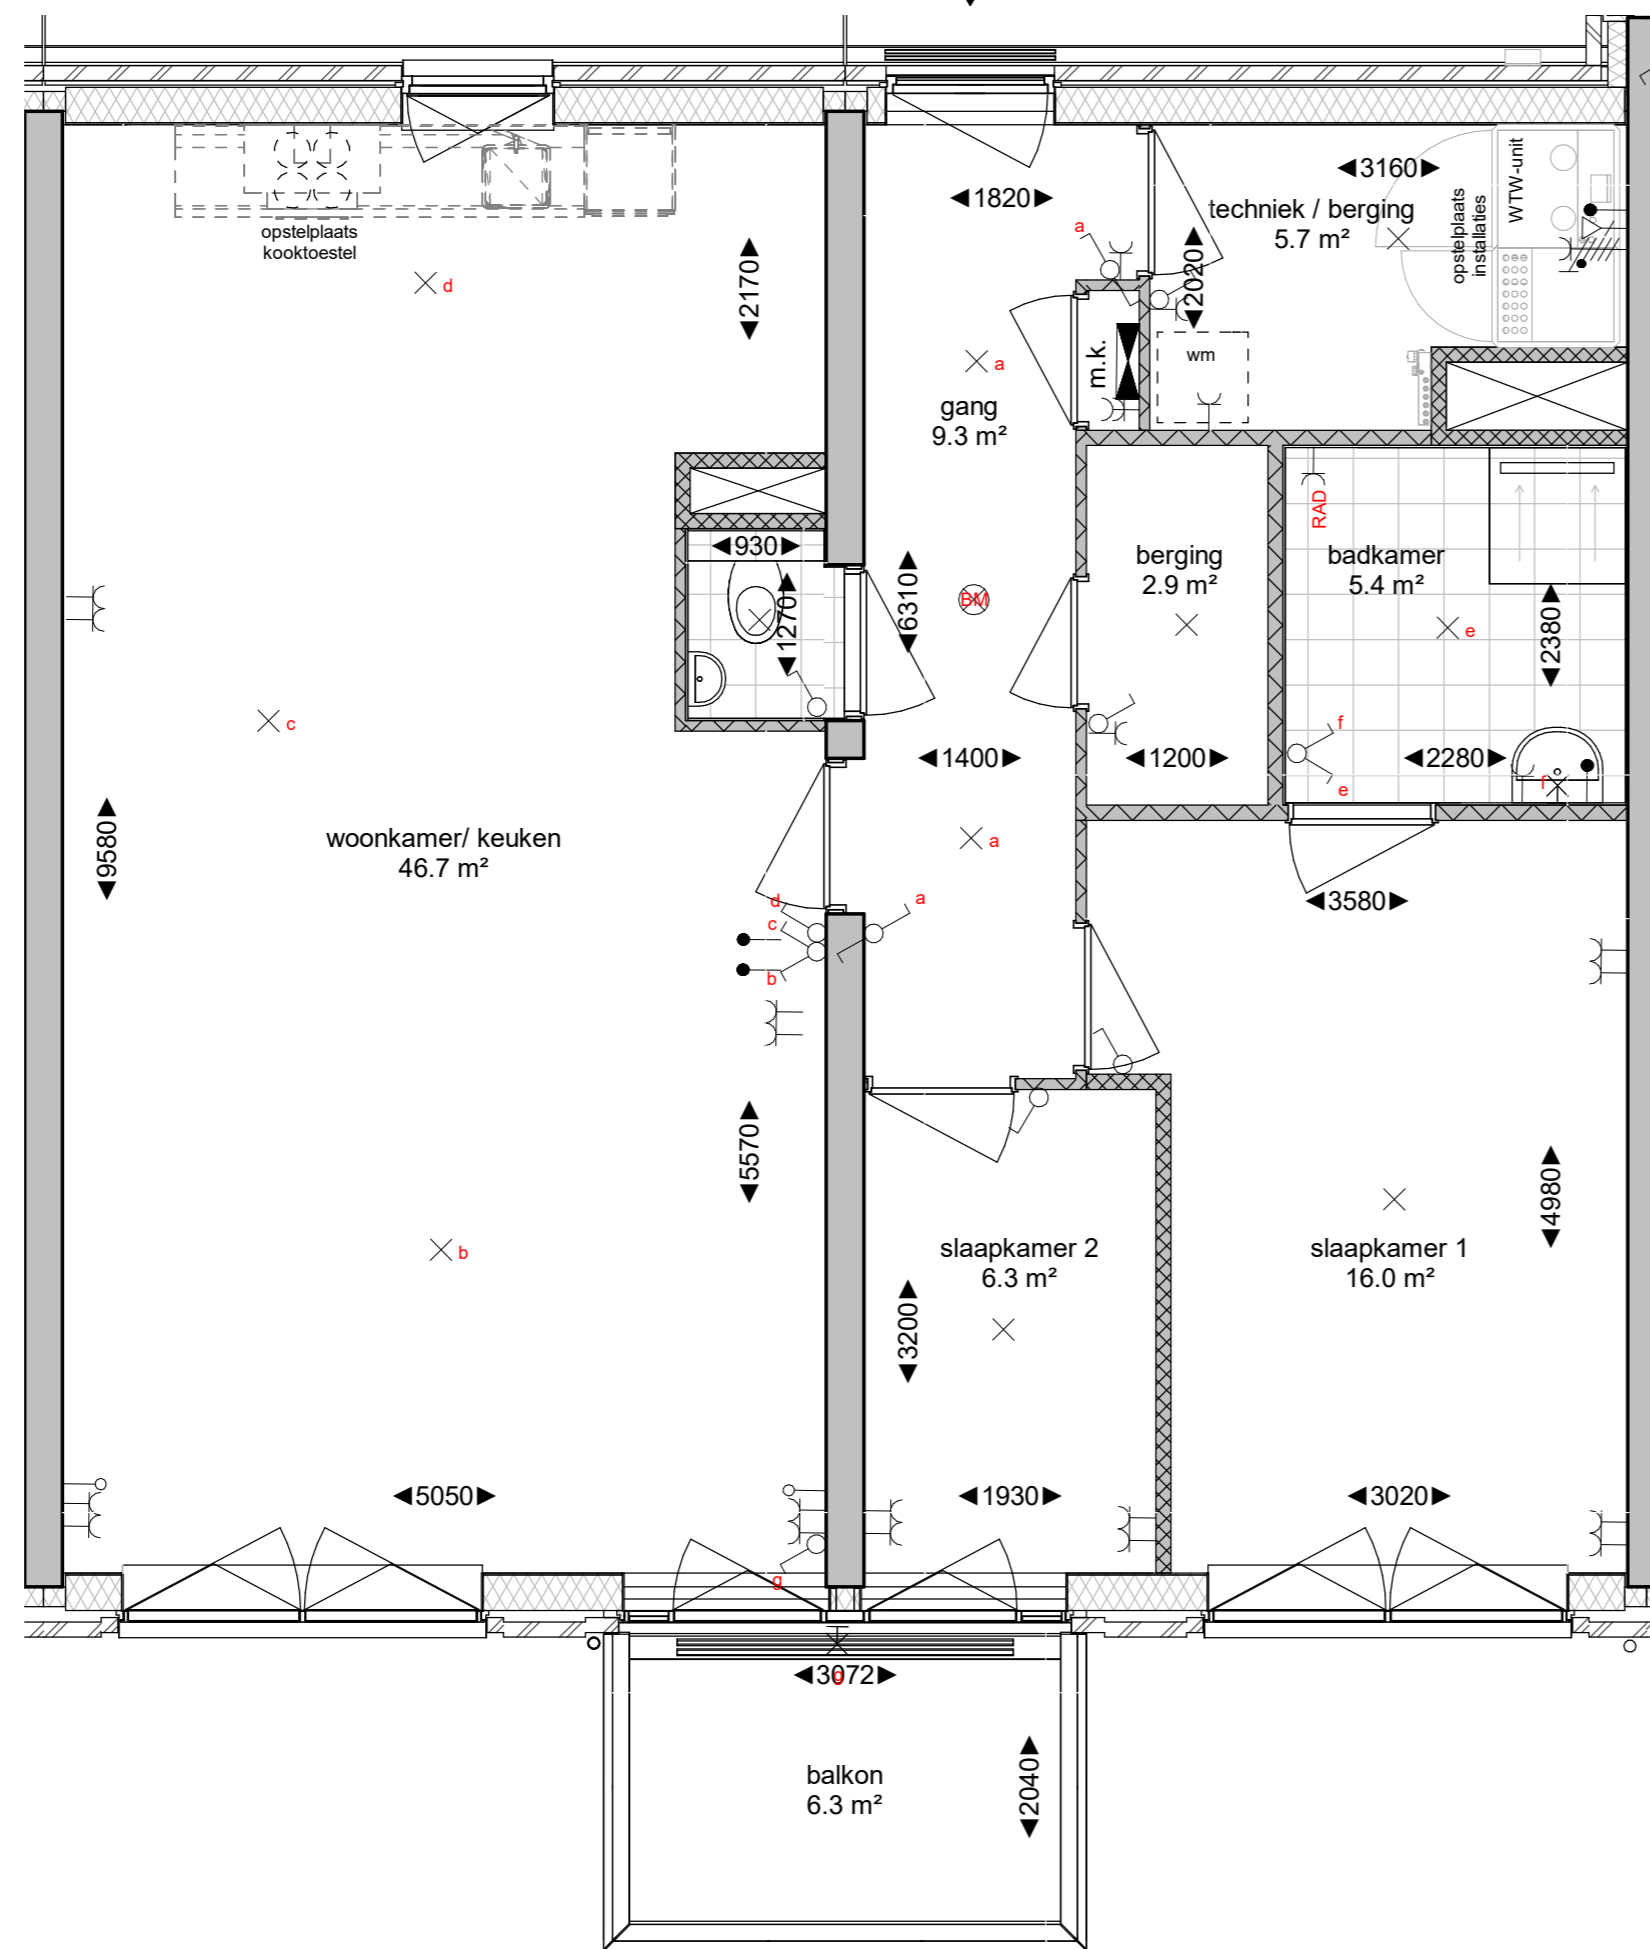 opstelplaats
kooktoestel
d
2170
1820
a
3160
techniek / berging
5.7 m²
2020
opstelplaats
installaties
WTW-unit
a
gang
9.3 m²
m.k.
wm
930
1270
6310
BM
berging
2.9 m²
RAD
badkamer
5.4 m²
e
2380
c
1400
1200
f
e
2280
f
9580
woonkamer/ keuken
46.7 m²
a
3580
d
c
b
a
5570
4980
b
slaapkamer 2
6.3 m²
slaapkamer 1
16.0 m²
3200
5050
1930
3020
g
3072
g
balkon
6.3 m²
2040